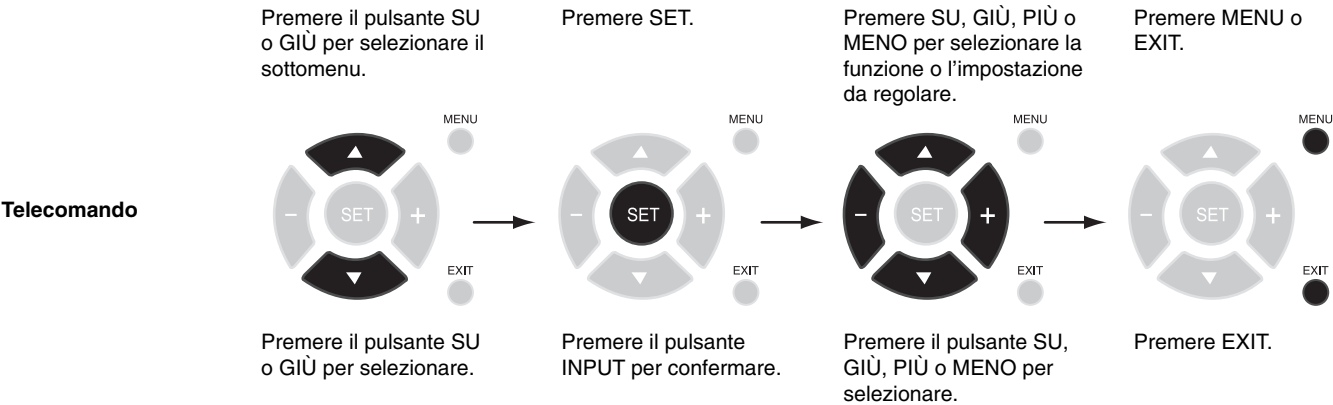 Premere il pulsante SU
o GIÙ per selezionare il
sottomenu.
Premere SET.
Premere SU, GIÙ, PIÙ o
MENO per selezionare la
funzione o l'impostazione
da regolare.
Premere MENU o
EXIT.
Telecomando
MENU
–
SET
+
EXIT
MENU
–
SET
+
EXIT
MENU
–
SET
+
EXIT
MENU
–
SET
+
EXIT
Premere il pulsante SU
o GIÙ per selezionare.
Premere il pulsante
INPUT per confermare.
Premere il pulsante SU,
GIÙ, PIÙ o MENO per
selezionare.
Premere EXIT.